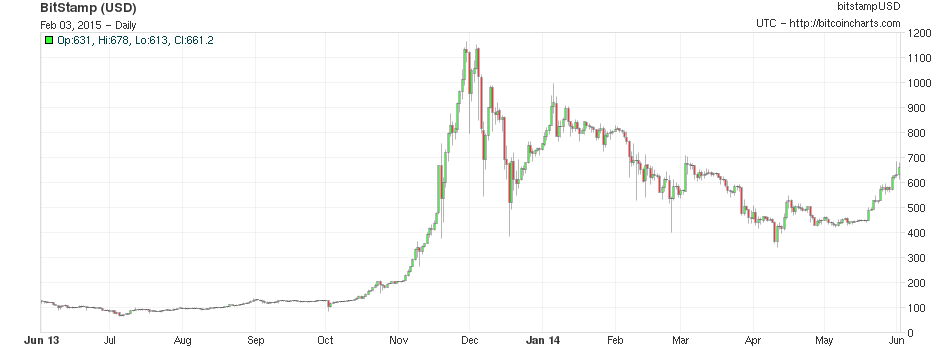 BitStamp (USD)
bitstampUSD
Feb 03, 2015 – Daily
UTC – http://bitcoincharts.com
Op:631, Hi:678, Lo:613, Cl:661.2
1200
1100
1000
900
800
700
600
500
400
300
200
100
0
Jun 13 Jul Aug Sep Oct Nov Dec Jan 14 Feb Mar Apr May Jun